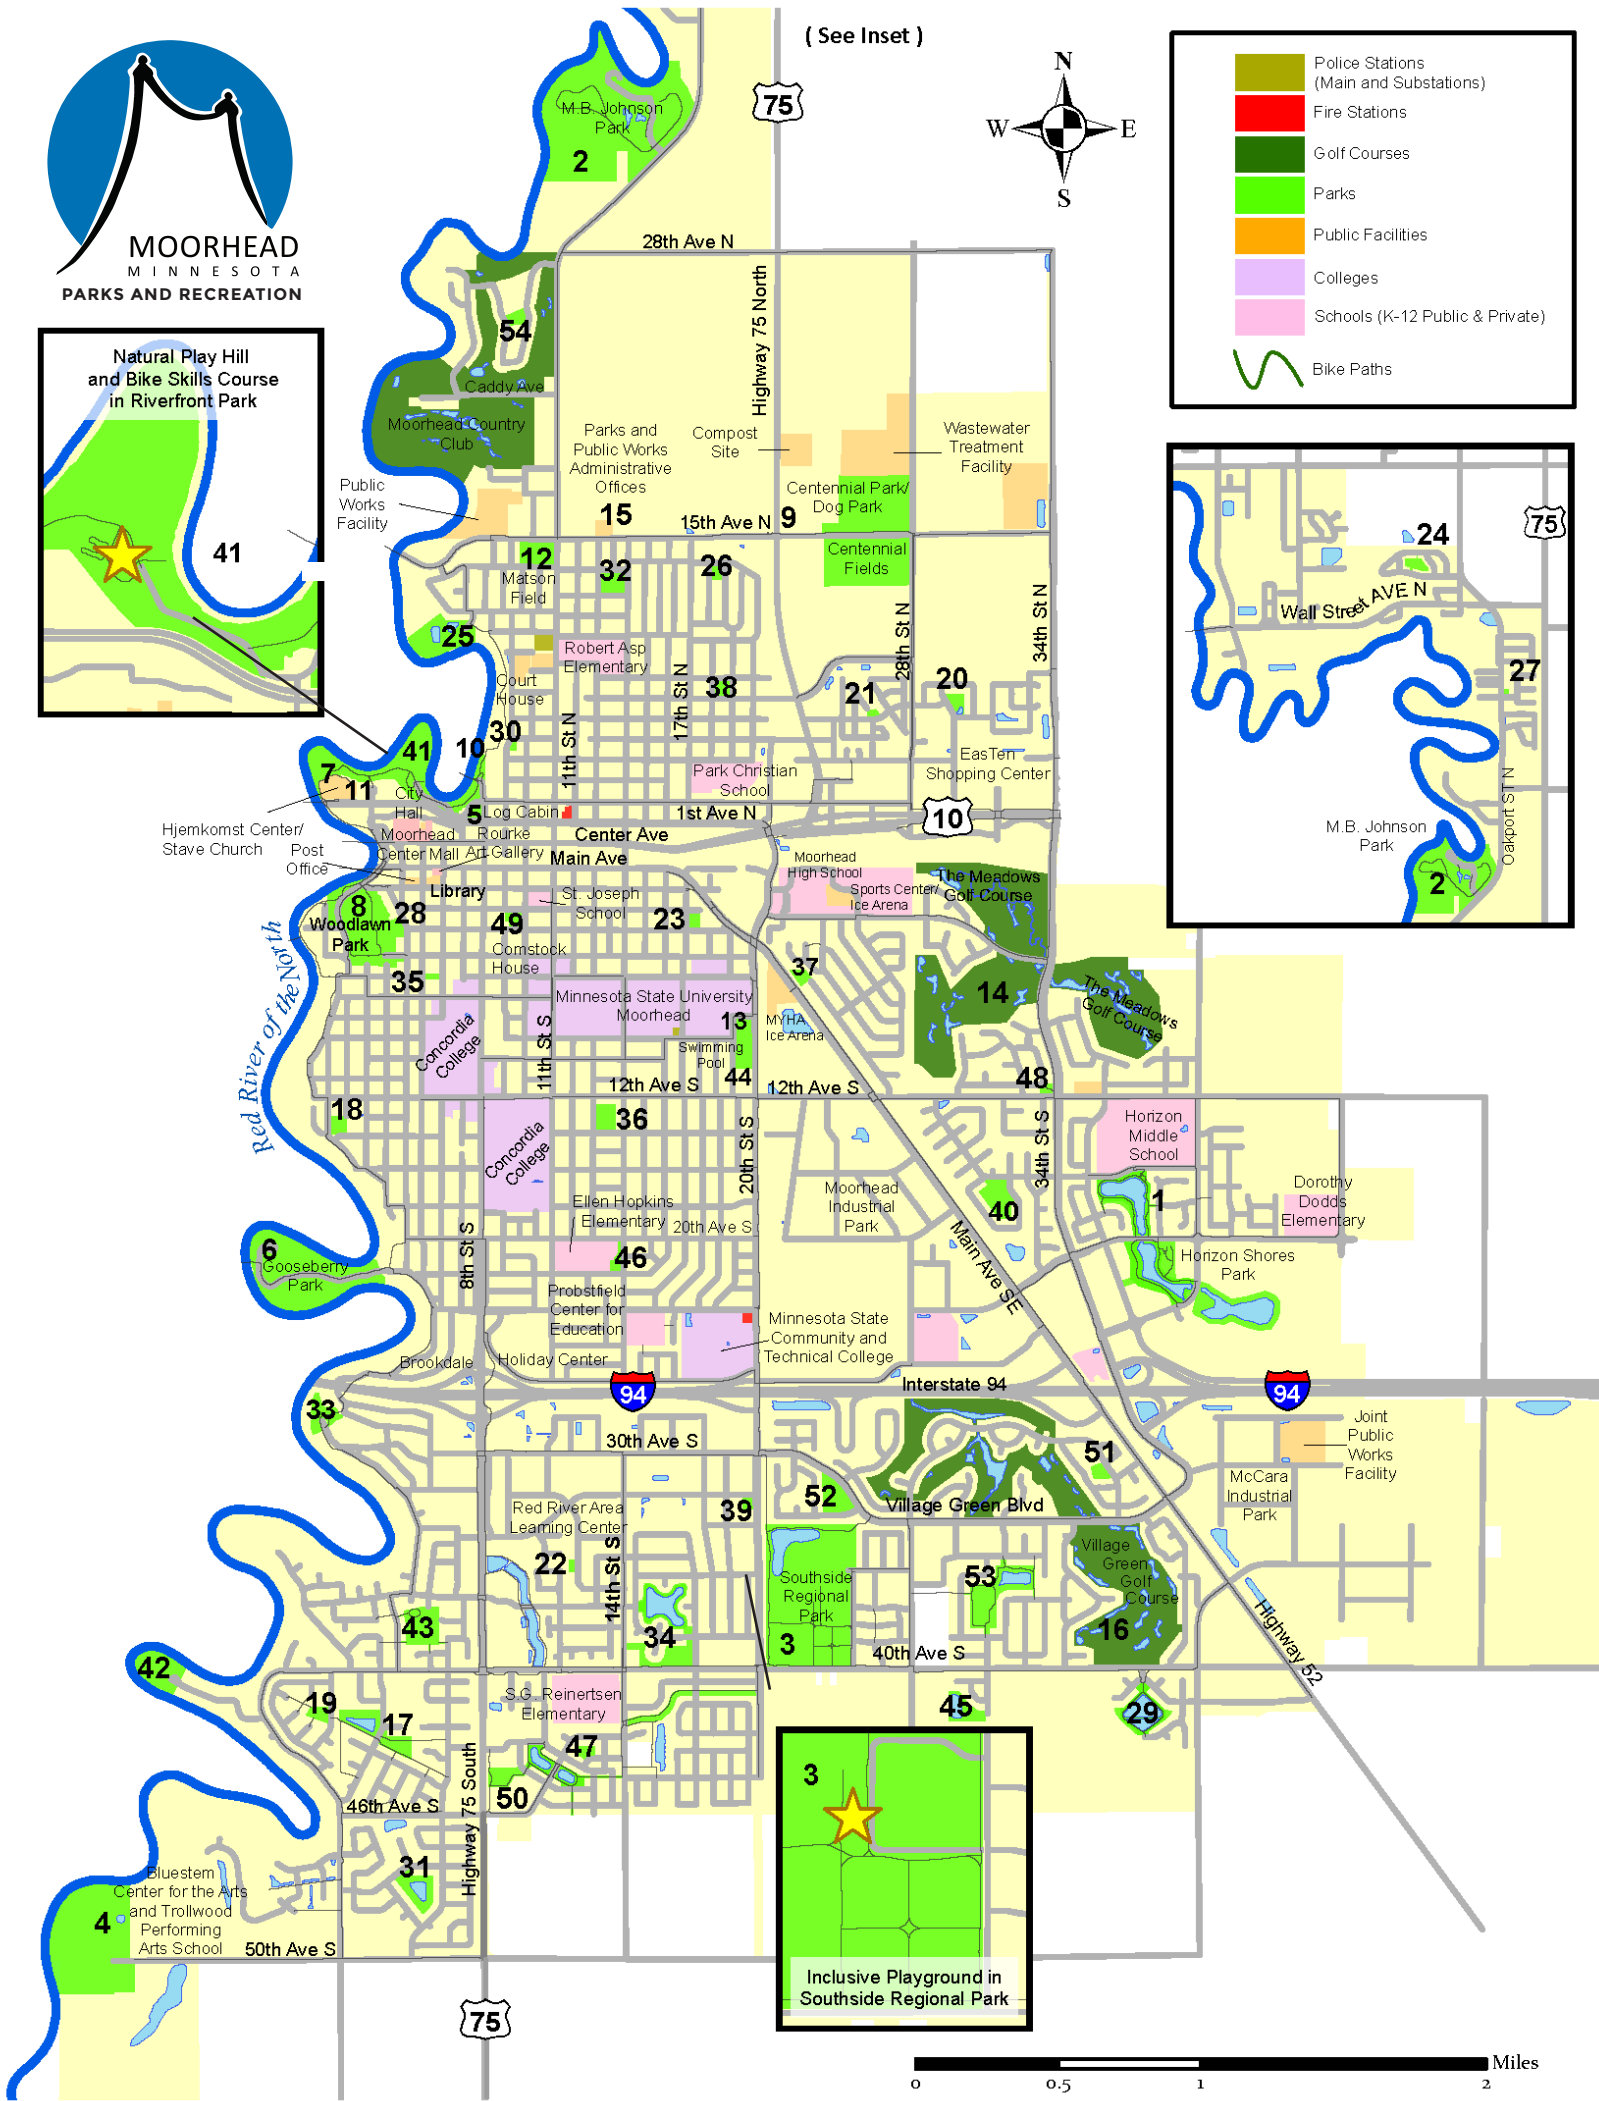 ( See Inset )
75
N
W E
S
Police Stations
(Main and Substations)
Fire Stations
Golf Courses
Parks
Public Facilities
Colleges
Schools (K-12 Public & Private)
Bike Paths
MOORHEAD
MINNESOTA
PARKS AND RECREATION
M.B. Johnson
Park
2
28th Ave N
Highway 75 North
54
Caddy Ave
Moorhead Country
Club
Natural Play Hill
and Bike Skills Course
in Riverfront Park
41
Public
Works
Facility
Parks and
Public Works
Administrative
Offices
15
Compost
Site
Wastewater
Treatment
Facility
Centennial Park/
Dog Park
15th Ave N
9
Centennial
Fields
12
Matson
Field
32
26
24
75
Wall Street AVE N
27
Oakport ST N
M.B. Johnson
Park
2
25
Robert Asp
Elementary
Court
House
38
17th St N
11th St N
28th St N
34th St N
21
20
30
10
41
7
11
City
Hall
5
Log Cabin
Park Christian
School
EasTen
Shopping Center
1st Ave N
10
Hjemkomst Center/
Stave Church
Post
Office
Moorhead
Center Mall
Rourke
Art Gallery
Center Ave
Main Ave
Library
Moorhead
High School
Sports Center/
Ice Arena
The Meadows
Golf Course
St. Joseph
School
8
Woodlawn
Park
28
49
23
Comstock
House
35
37
14
The Meadows
Golf Course
Minnesota State University
Moorhead
13
Swimming
Pool
44
MYHA
Ice Arena
Concordia
College
11th St S
12th Ave S
12th Ave S
48
Red River of the North
18
36
Concordia
College
20th St S
34th St S
Horizon
Middle
School
Moorhead
Industrial
Park
40
1
Dorothy
Dodds
Elementary
Ellen Hopkins
Elementary
20th Ave S
46
8th St S
Main Ave SE
Horizon Shores
Park
6
Gooseberry
Park
Probstfield
Center for
Education
Minnesota State
Community and
Technical College
Brookdale
Holiday Center
94
Interstate 94
94
33
30th Ave S
51
Joint
Public
Works
Facility
McCara
Industrial
Park
Red River Area
Learning Center
39
52
Village Green Blvd
22
14th St S
Southside
Regional
Park
3
53
Village
Green
Golf
Course
16
43
34
40th Ave S
Highway 52
42
19
17
S.G. Reinertsen
Elementary
47
50
45
29
46th Ave S
Highway 75 South
3
31
Bluestem
Center for the Arts
and Trollwood
Performing
Arts School
4
50th Ave S
Inclusive Playground in
Southside Regional Park
75
Miles
0 0.5 1 2